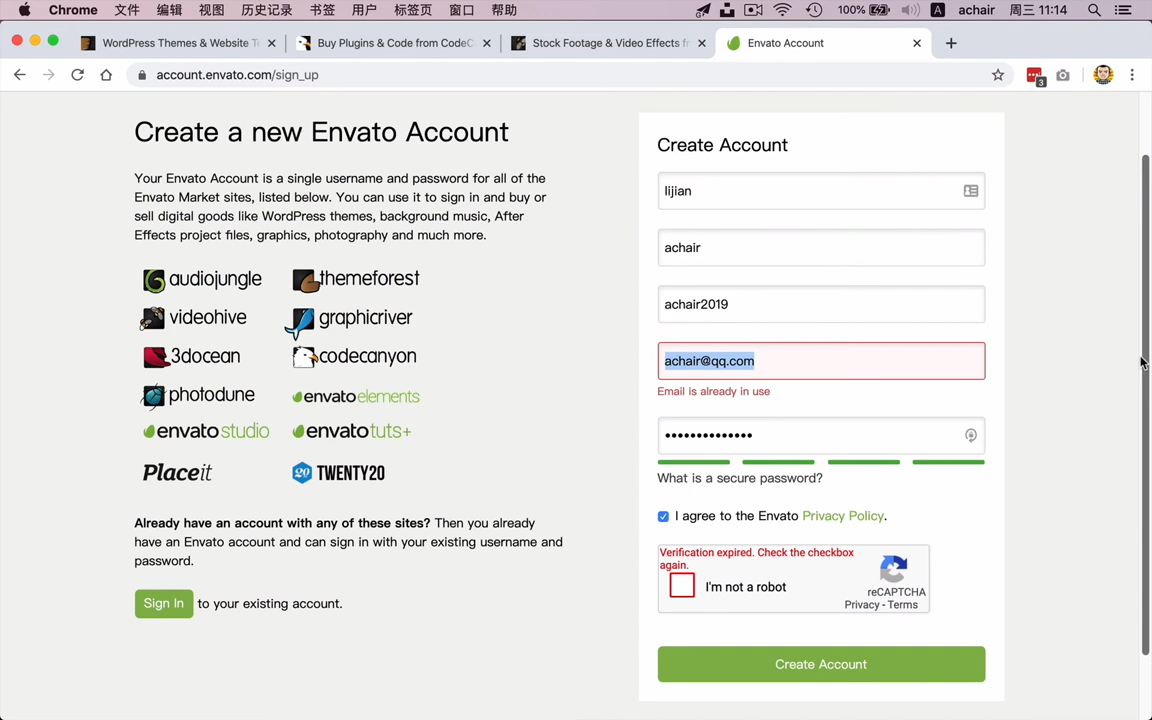 Chrome 文件 编辑 视图 历史记录 书签 用户 标签页 窗口 帮助 100% A achair 周三 11:14
WordPress Themes & Website T
Buy Plugins & Code from CodeC
Stock Footage & Video Effects fr
Envato Account
account.envato.com/sign_up
3
Create a new Envato Account
Your Envato Account is a single username and password for all of the
Envato Market sites, listed below. You can use it to sign in and buy or
sell digital goods like WordPress themes, background music, After
Effects project files, graphics, photography and much more.
audiojungle themeforest
videohive graphicriver
3docean codecanyon
photodune envatoelements
envatostudio envatotuts+
Placeit 20 TWENTY20
Already have an account with any of these sites? Then you already
have an Envato account and can sign in with your existing username and
password.
Sign In to your existing account.
Create Account
lijian
achair
achair2019
achair@qq.com
Email is already in use
••••••••••••••
What is a secure password?
I agree to the Envato Privacy Policy.
Verification expired. Check the checkbox
again.
I'm not a robot
reCAPTCHA
Privacy - Terms
Create Account